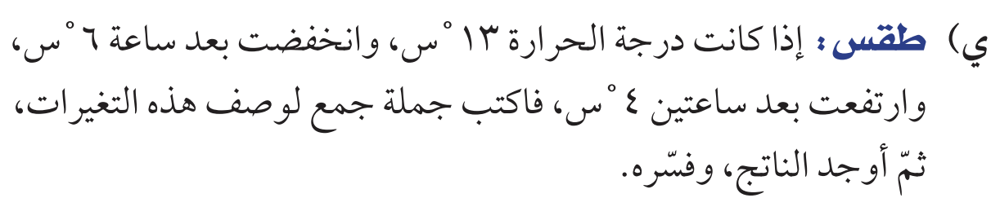 ي) طقس: إذا كانت درجة الحرارة ١٣ °س، وانخفضت بعد ساعة ٦ °س،
وارتفعت بعد ساعتين ٤ °س، فاكتب جملة جمع لوصف هذه التغيرات،
ثمّ أوجد الناتج، وفسّره.